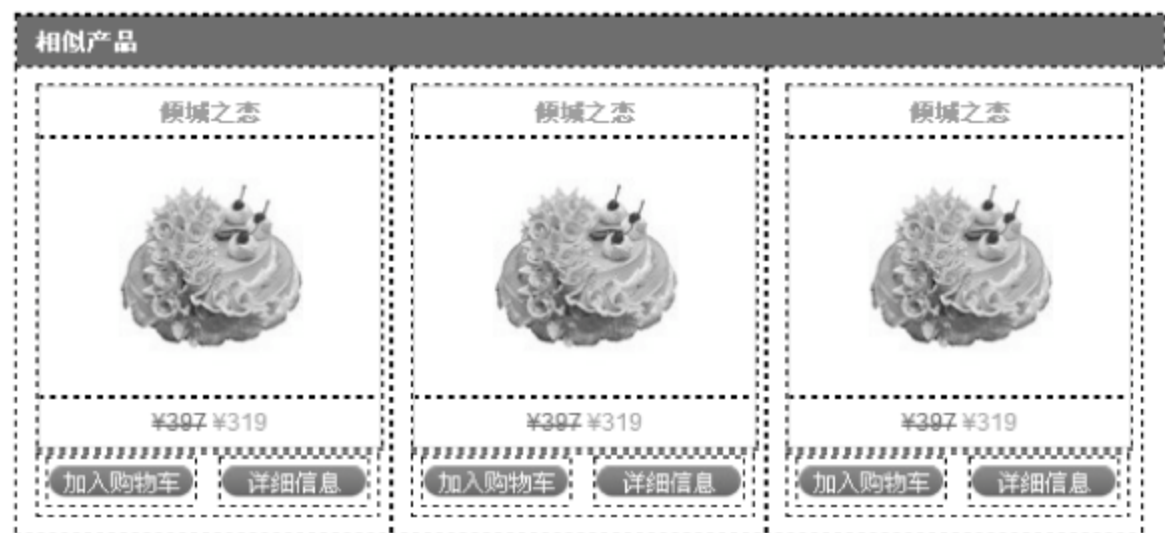 相似产品
倾城之恋 倾城之恋 倾城之恋
¥397 ¥319 ¥397 ¥319 ¥397 ¥319
加入购物车 详细信息 加入购物车 详细信息 加入购物车 详细信息